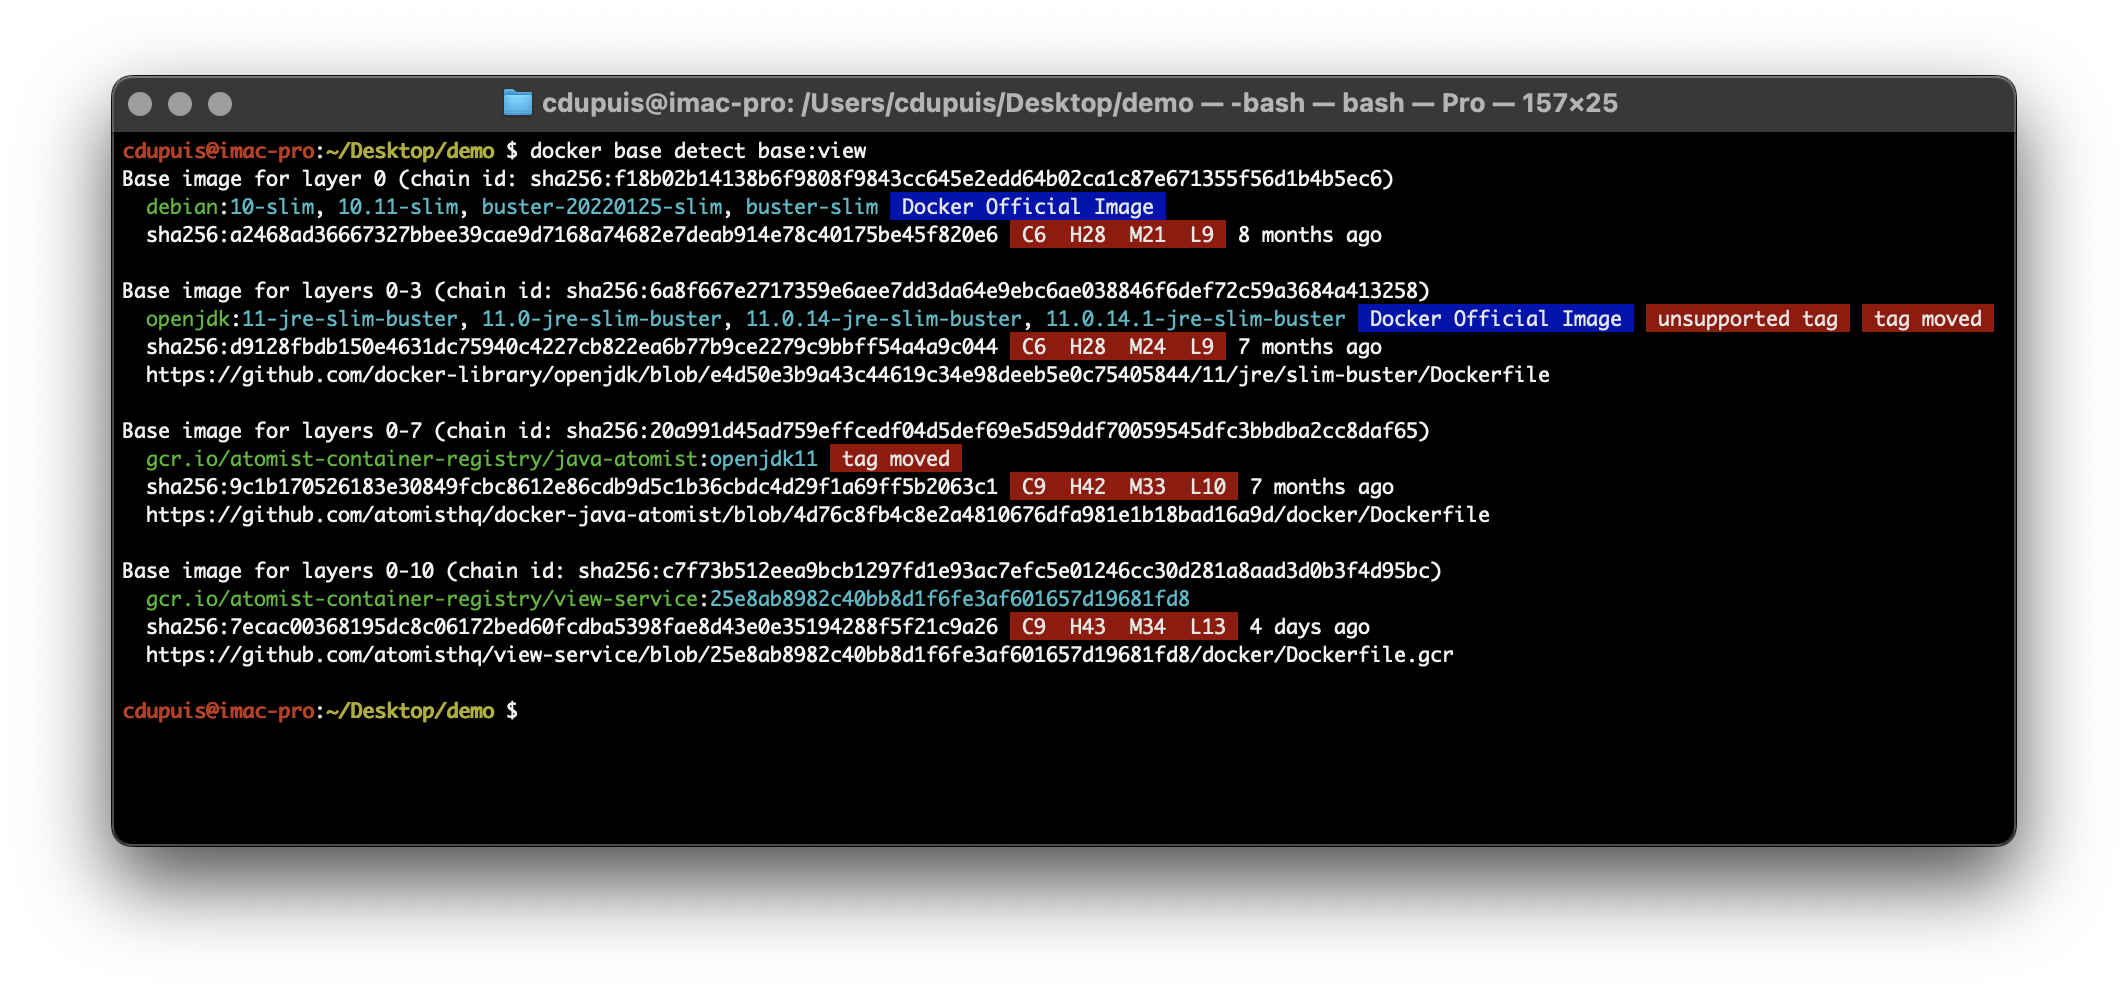 cdupuis@imac-pro: /Users/cdupuis/Desktop/demo — -bash — bash — Pro — 157×25
cdupuis@imac-pro:~/Desktop/demo $ docker base detect base:view
Base image for layer 0 (chain id: sha256:f18b02b14138b6f9808f9843cc645e2edd64b02ca1c87e671355f56d1b4b5ec6)
debian:10-slim, 10.11-slim, buster-20220125-slim, buster-slim Docker Official Image
sha256:a2468ad36667327bbee39cae9d7168a74682e7deab914e78c40175be45f820e6 C6 H28 M21 L9 8 months ago
Base image for layers 0-3 (chain id: sha256:6a8f667e2717359e6aee7dd3da64e9ebc6ae038846f6def72c59a3684a413258)
openjdk:11-jre-slim-buster, 11.0-jre-slim-buster, 11.0.14-jre-slim-buster, 11.0.14.1-jre-slim-buster Docker Official Image unsupported tag tag moved
sha256:d9128fbdb150e4631dc75940c4227cb822ea6b77b9ce2279c9bbff54a4a9c044 C6 H28 M24 L9 7 months ago
https://github.com/docker-library/openjdk/blob/e4d50e3b9a43c44619c34e98deeb5e0c75405844/11/jre/slim-buster/Dockerfile
Base image for layers 0-7 (chain id: sha256:20a991d45ad759effcedf04d5def69e5d59ddf70059545dfc3bbdba2cc8daf65)
gcr.io/atomist-container-registry/java-atomist:openjdk11 tag moved
sha256:9c1b170526183e30849fcbc8612e86cdb9d5c1b36cbdc4d29f1a69ff5b2063c1 C9 H42 M33 L10 7 months ago
https://github.com/atomisthq/docker-java-atomist/blob/4d76c8fb4c8e2a4810676dfa981e1b18bad16a9d/docker/Dockerfile
Base image for layers 0-10 (chain id: sha256:c7f73b512eea9bcb1297fd1e93ac7efc5e01246cc30d281a8aad3d0b3f4d95bc)
gcr.io/atomist-container-registry/view-service:25e8ab8982c40bb8d1f6fe3af601657d19681fd8
sha256:7ecac00368195dc8c06172bed60fcdba5398fae8d43e0e35194288f5f21c9a26 C9 H43 M34 L13 4 days ago
https://github.com/atomisthq/view-service/blob/25e8ab8982c40bb8d1f6fe3af601657d19681fd8/docker/Dockerfile.gcr
cdupuis@imac-pro:~/Desktop/demo $